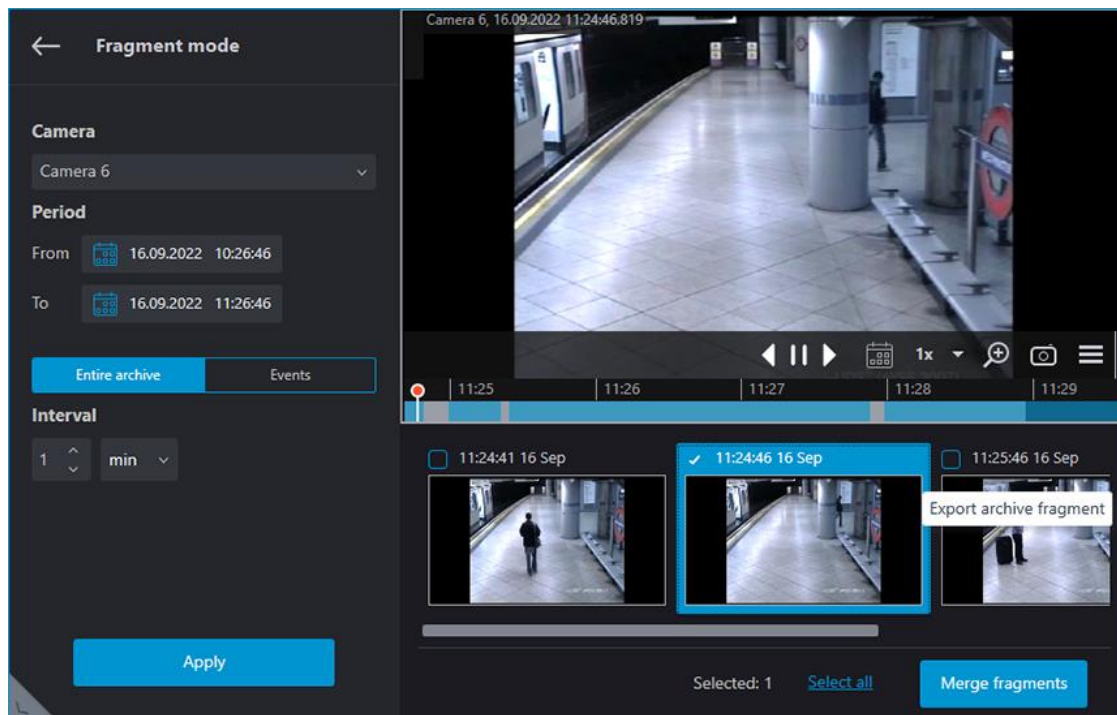 Fragment mode
Camera
Camera 6
Period
From 16.09.2022 10:26:46
To 16.09.2022 11:26:46
Entire archive Events
Interval
1 min
Apply
Camera 6, 16.09.2022 11:24:46.819
1x
11:25 11:26 11:27 11:28 11:29
11:24:41 16 Sep 11:24:46 16 Sep 11:25:46 16 Sep
Export archive fragment
Selected: 1 Select all Merge fragments